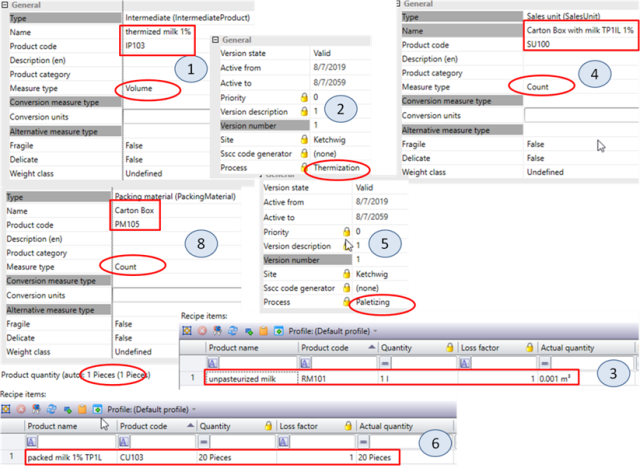 General
Type Intermediate (IntermediateProduct)
Name thermized milk 1%
Product code IP103
Description (en)
Product category
Measure type Volume
Conversion measure type
Conversion units
Alternative measure type
Fragile False
Delicate False
Weight class Undefined
1
General
Version state Valid
Active from 8/7/2019
Active to 8/7/2059
Priority 0
Version description 1
Version number 1
Site Ketchwig
Sscc code generator (none)
Process Thermization
2
General
Type Sales unit (SalesUnit)
Name Carton Box with milk TP1IL 1%
Product code SU100
Description (en)
Product category
Measure type Count
Conversion measure type
Conversion units
Alternative measure type
Fragile False
Delicate False
Weight class Undefined
4
Type Packing material (PackingMaterial)
Name Carton Box
Product code PM105
Description (en)
Product category
Measure type Count
Conversion measure type
Conversion units
Alternative measure type
Fragile False
Delicate False
Weight class Undefined
8
Product quantity (auto): 1 Pieces (1 Pieces)
General
Version state Valid
Active from 8/7/2019
Active to 8/7/2059
Priority 0
Version description 1
Version number 1
Site Ketchwig
Sscc code generator (none)
Process Paletizing
5
Recipe items:
Profile: (Default profile)
Product name Product code Quantity Loss factor Actual quantity
1 unpasteurized milk RM101 1 l 1 0.001 m³
3
Recipe items:
Profile: (Default profile)
Product name Product code Quantity Loss factor Actual quantity
1 packed milk 1% TP1L CU103 20 Pieces 1 20 Pieces
6